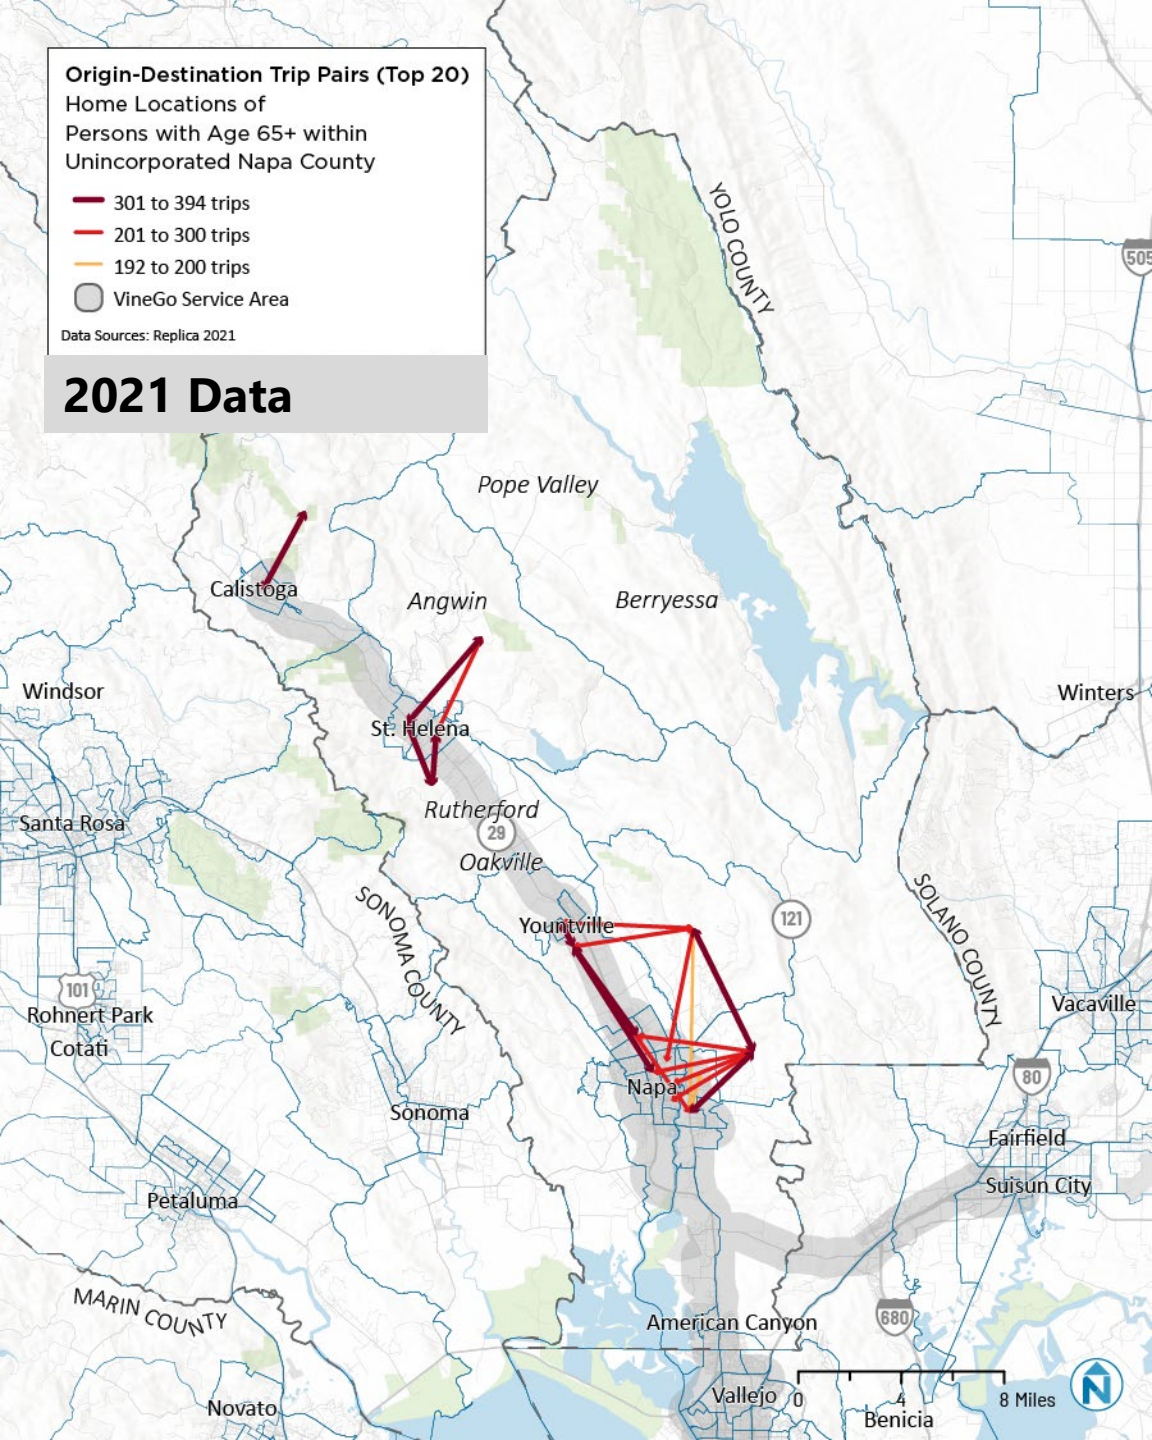 Origin-Destination Trip Pairs (Top 20)
Home Locations of
Persons with Age 65+ within
Unincorporated Napa County
301 to 394 trips
201 to 300 trips
192 to 200 trips
VineGo Service Area
Data Sources: Replica 2021
2021 Data
YOLO COUNTY
505
Pope Valley
Calistoga
Angwin
Berryessa
Windsor
Winters
St. Helena
Rutherford
Santa Rosa
29
Oakville
SONOMA COUNTY
SOLANO COUNTY
Yountville
121
101
Rohnert Park
Cotati
Vacaville
80
Napa
Sonoma
Fairfield
Suisun City
Petaluma
MARIN COUNTY
American Canyon
680
Vallejo
0 4 8 Miles
N
Novato
Benicia